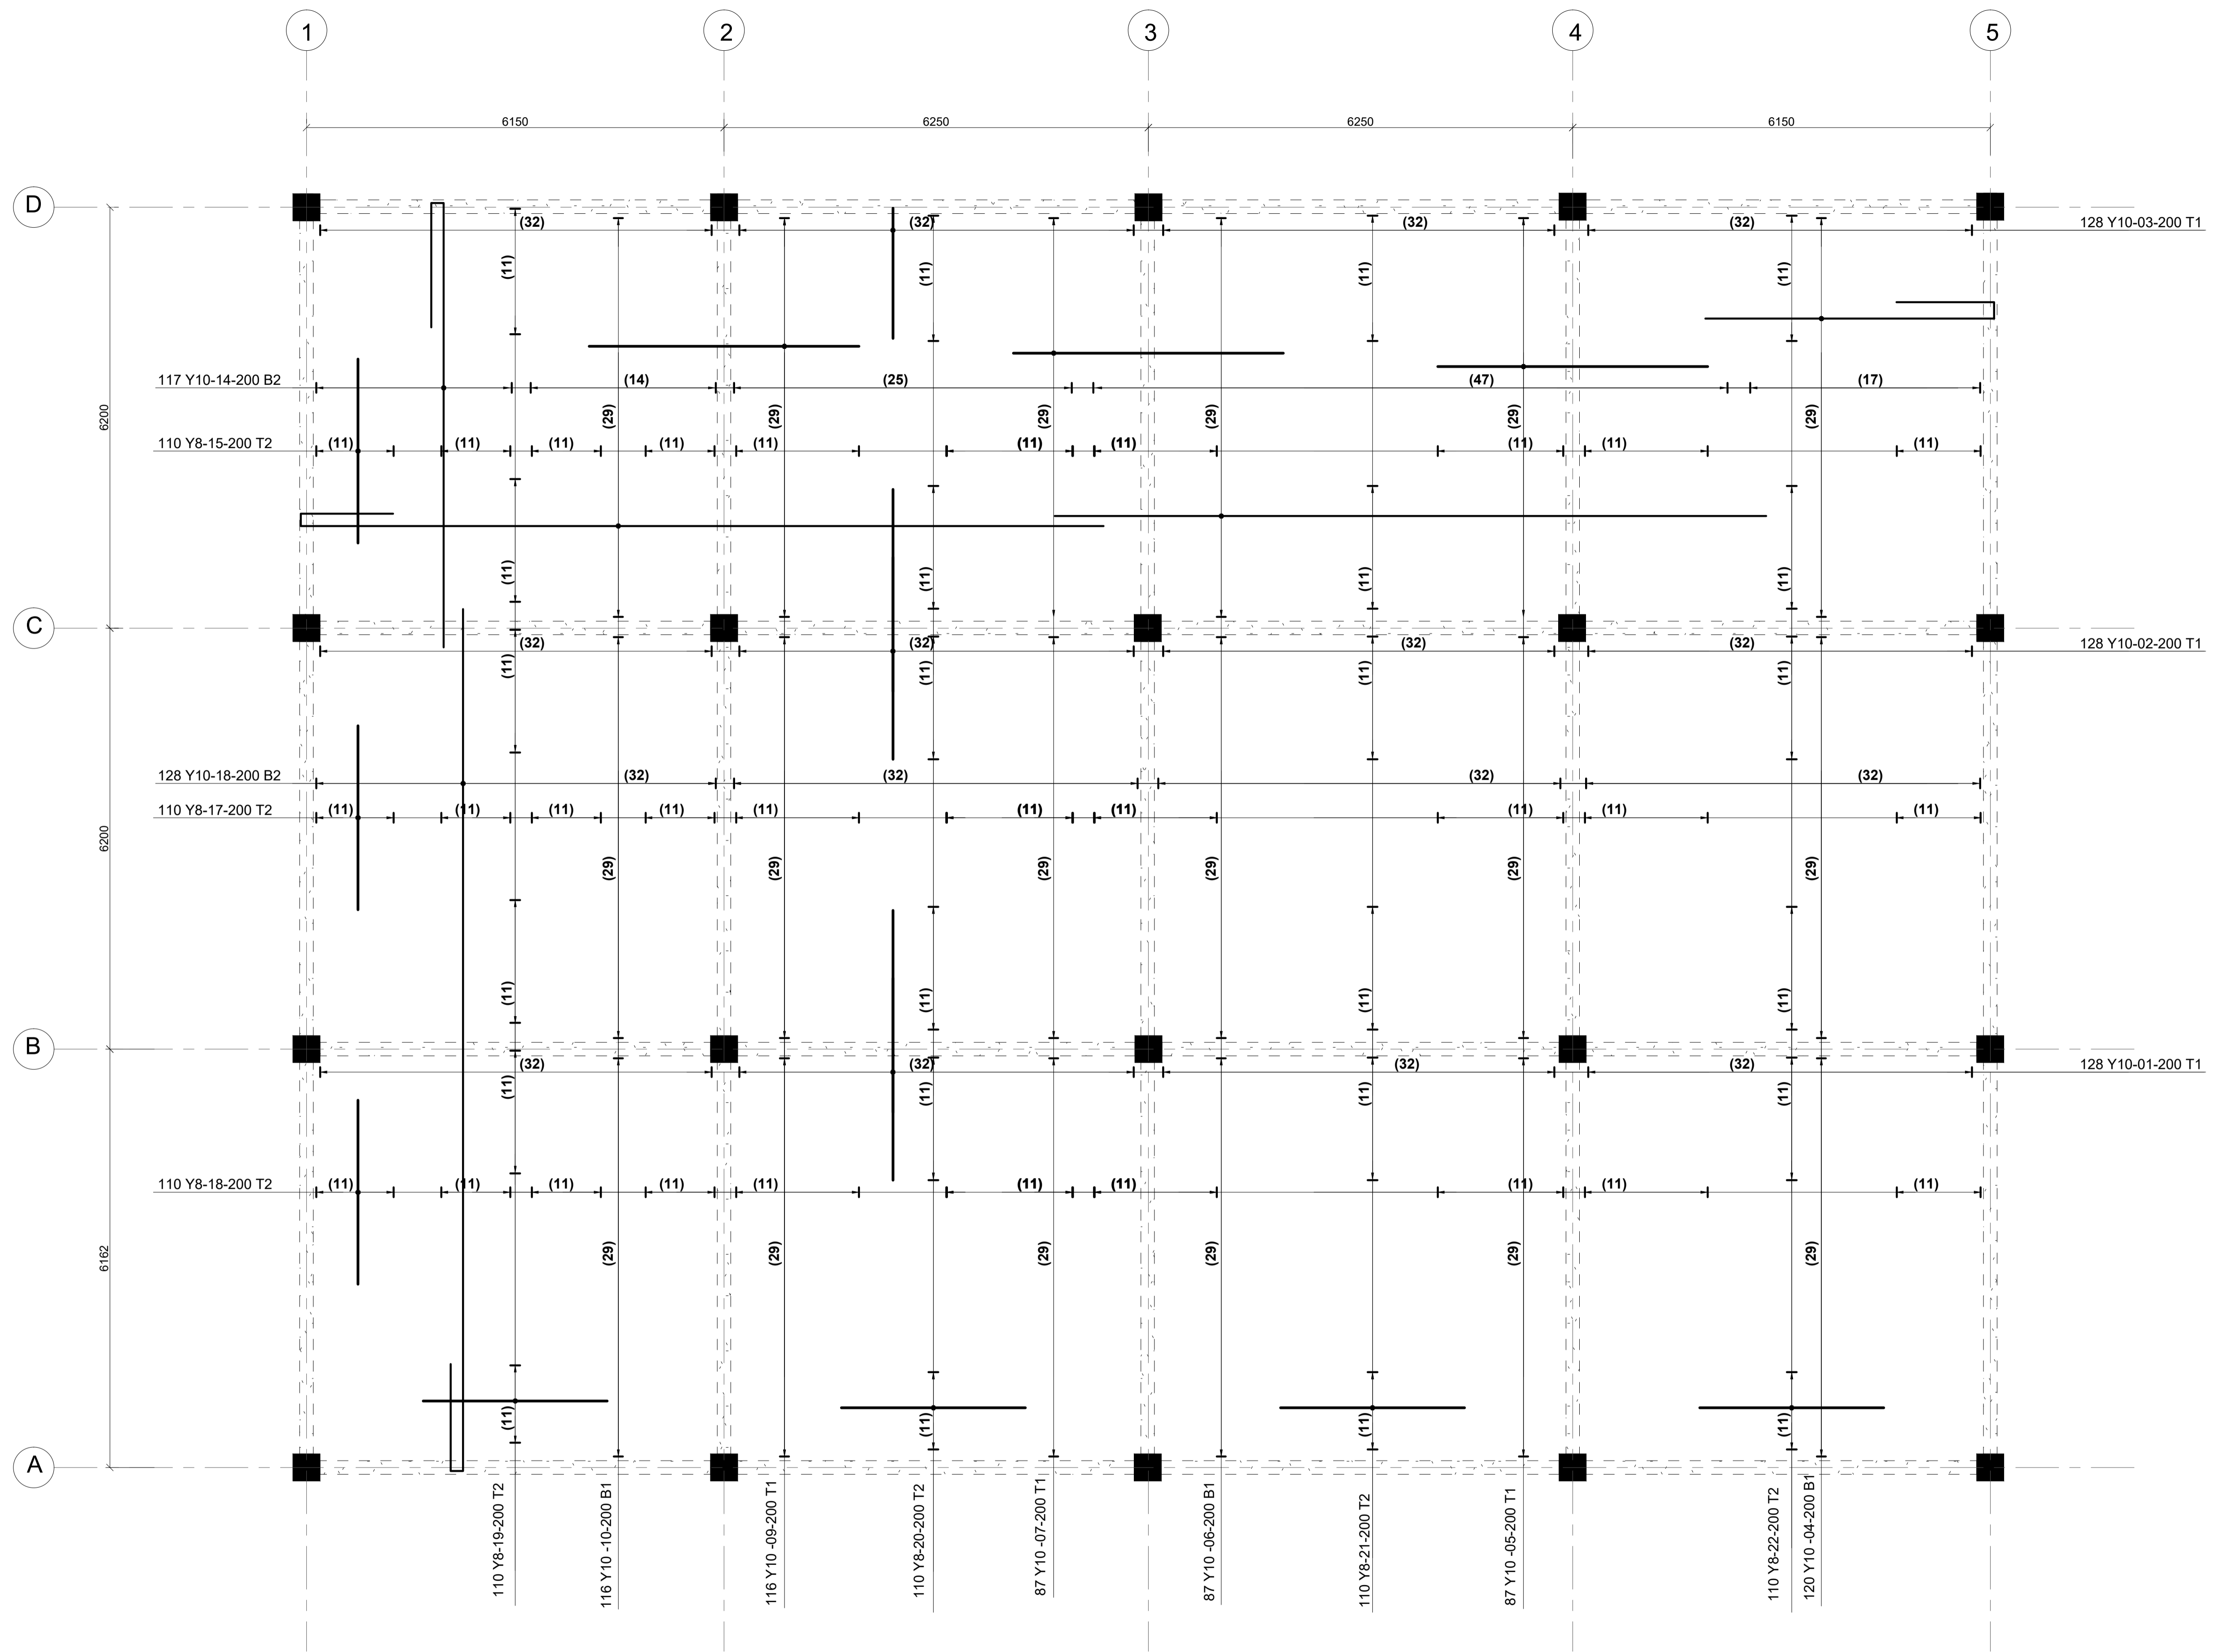 1 2 3 4 5
6150 6250 6250 6150
D
(32) (32) (32) (32) 128 Y10-03-200 T1
(11) (11) (11) (11)
117 Y10-14-200 B2 (14) (25) (47) (17)
6200 (29) (29) (29) (29) (29) (29)
110 Y8-15-200 T2 (11) (11) (11) (11) (11) (11) (11) (11) (11) (11)
(11) (11) (11) (11)
C
(32) (32) (32) (32) 128 Y10-02-200 T1
(11) (11) (11) (11)
128 Y10-18-200 B2 (32) (32) (32) (32)
110 Y8-17-200 T2 (11) (11) (11) (11) (11) (11) (11) (11) (11) (11)
6200 (29) (29) (29) (29) (29) (29)
(11) (11) (11) (11)
B
(32) (32) (32) (32) 128 Y10-01-200 T1
(11) (11) (11) (11)
110 Y8-18-200 T2 (11) (11) (11) (11) (11) (11) (11) (11) (11) (11)
6162 (29) (29) (29) (29) (29) (29)
(11) (11) (11) (11)
A
110 Y8-19-200 T2
116 Y10 -10-200 B1
116 Y10 -09-200 T1
110 Y8-20-200 T2
87 Y10 -07-200 T1
87 Y10 -06-200 B1
110 Y8-21-200 T2
87 Y10 -05-200 T1
110 Y8-22-200 T2
120 Y10 -04-200 B1